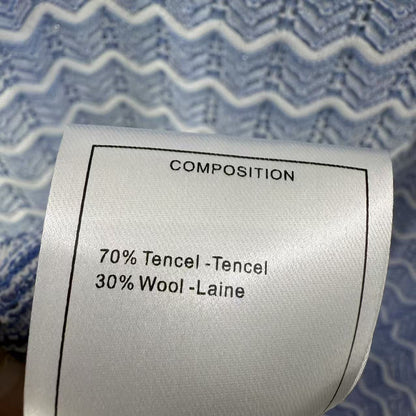 COMPOSITION
70% Tencel -Tencel
30% Wool -Laine